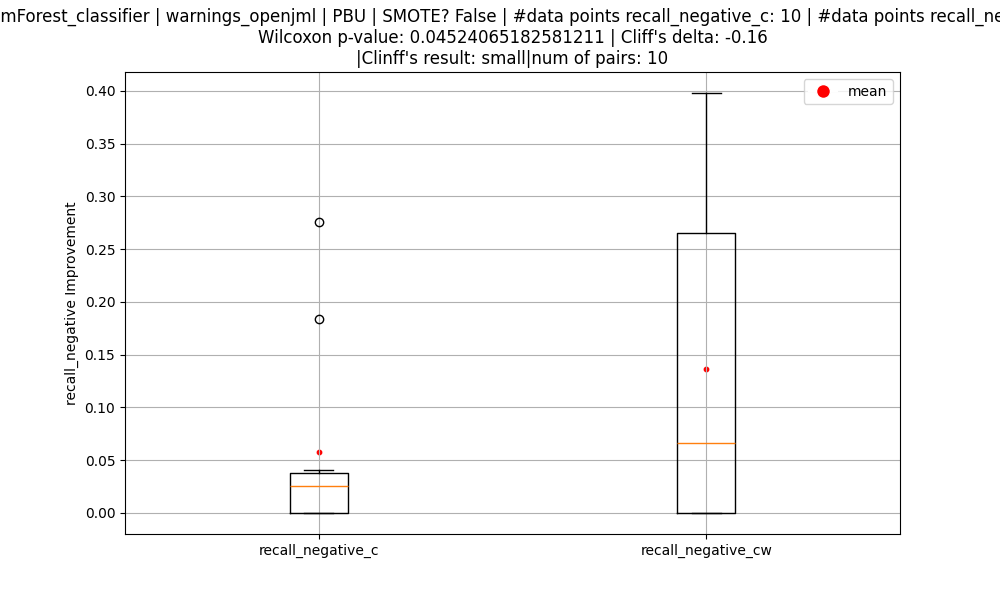 mForest_classifier | warnings_openjml | PBU | SMOTE? False | #data points recall_negative_c: 10 | #data points recall_ne
Wilcoxon p-value: 0.04524065182581211 | Cliff's delta: -0.16
|Clinff's result: small|num of pairs: 10
mean
0.40
0.35
0.30
0.25
0.20
0.15
0.10
0.05
0.00
recall_negative Improvement
recall_negative_c
recall_negative_cw